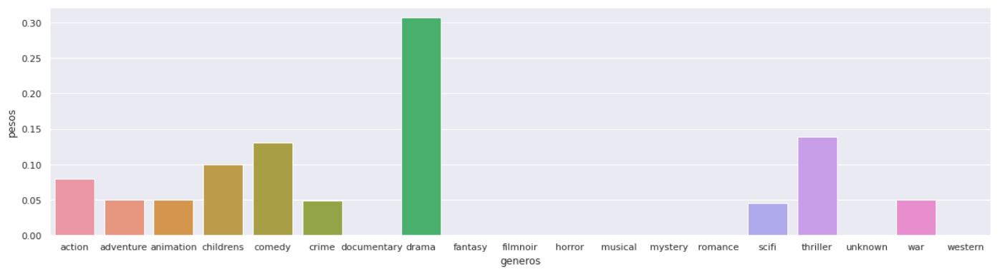 0.30
0.25
0.20
0.15
0.10
0.05
0.00
pesos
action adventure animation childrens comedy crime documentary drama fantasy filmnoir horror musical mystery romance scifi thriller unknown war western
generos